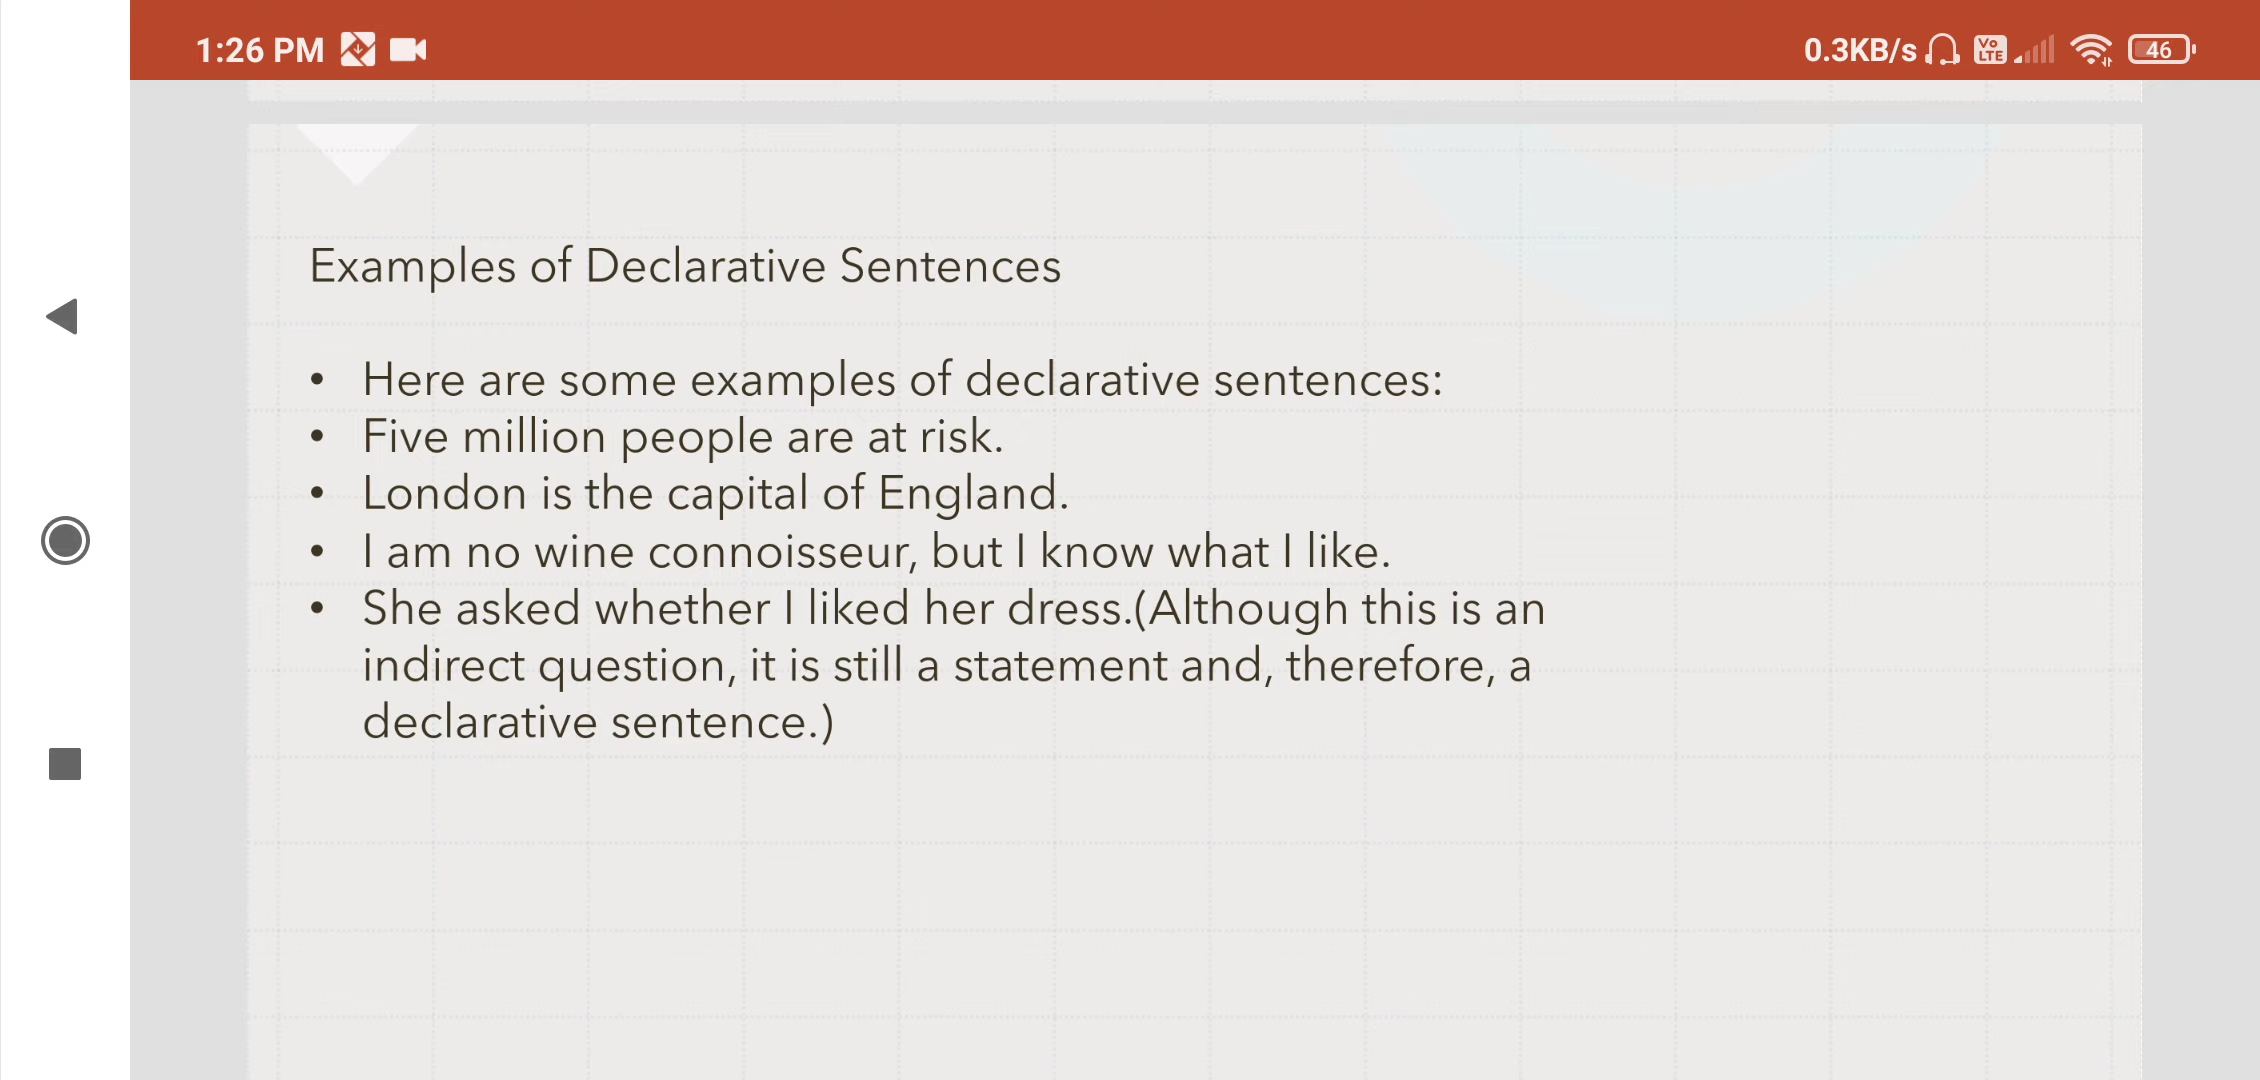 1:26 PM
0.3KB/s Vo LTE 46
Examples of Declarative Sentences
• Here are some examples of declarative sentences:
• Five million people are at risk.
• London is the capital of England.
• I am no wine connoisseur, but I know what I like.
• She asked whether I liked her dress.(Although this is an
indirect question, it is still a statement and, therefore, a
declarative sentence.)